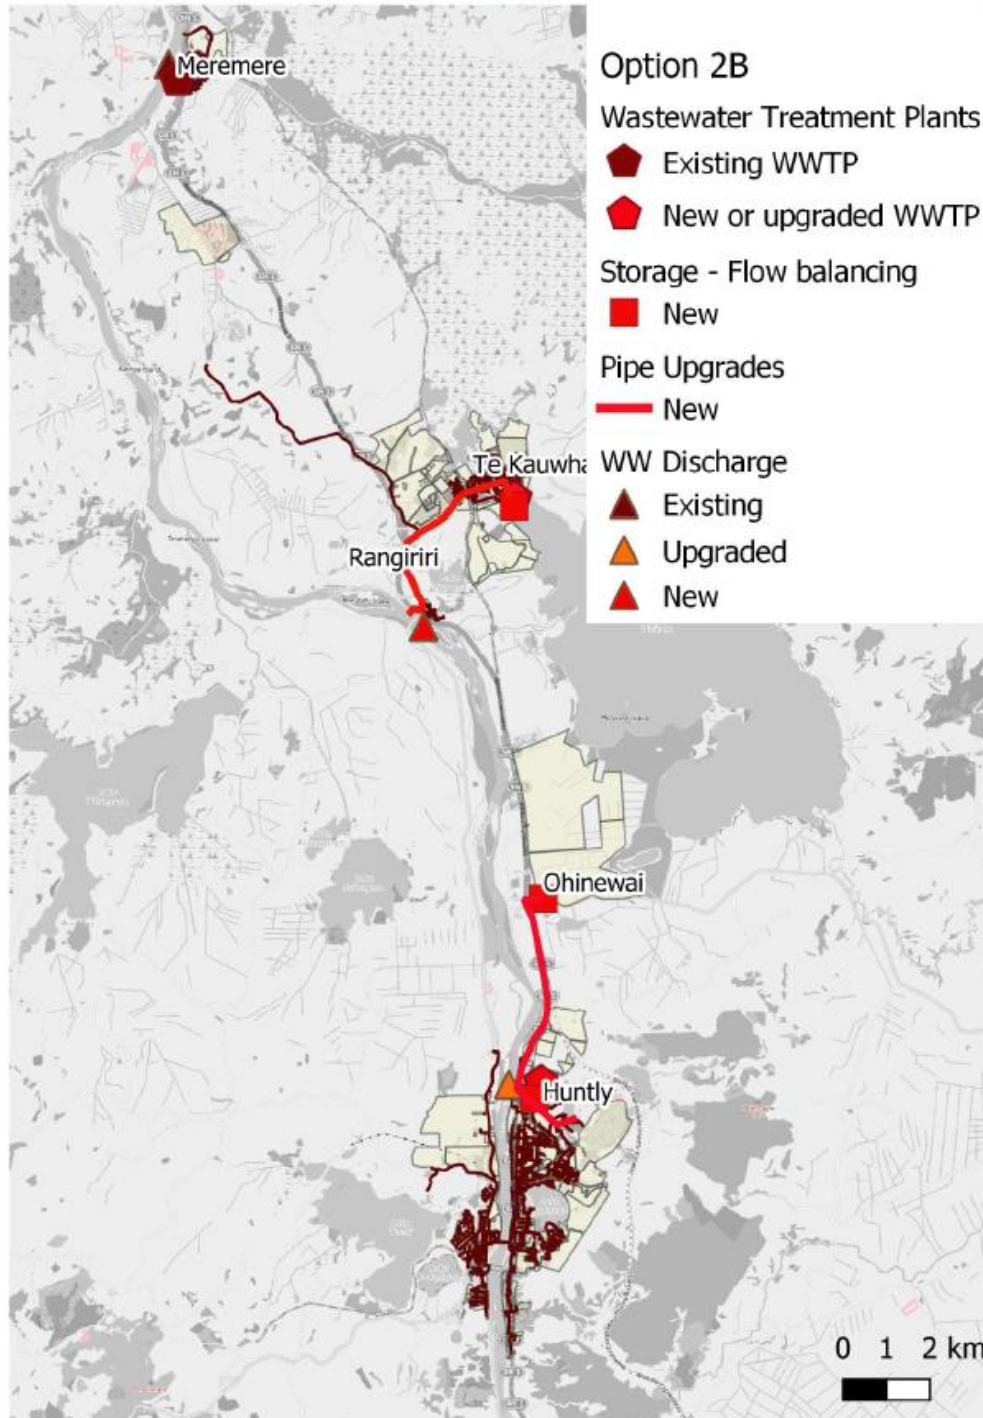 Option 2B
Wastewater Treatment Plants
Existing WWTP
New or upgraded WWTP
Storage - Flow balancing
New
Pipe Upgrades
New
WW Discharge
Existing
Upgraded
New
Meremere
Te Kauwha
Rangiriri
Ohinewai
Huntly
0 1 2 km